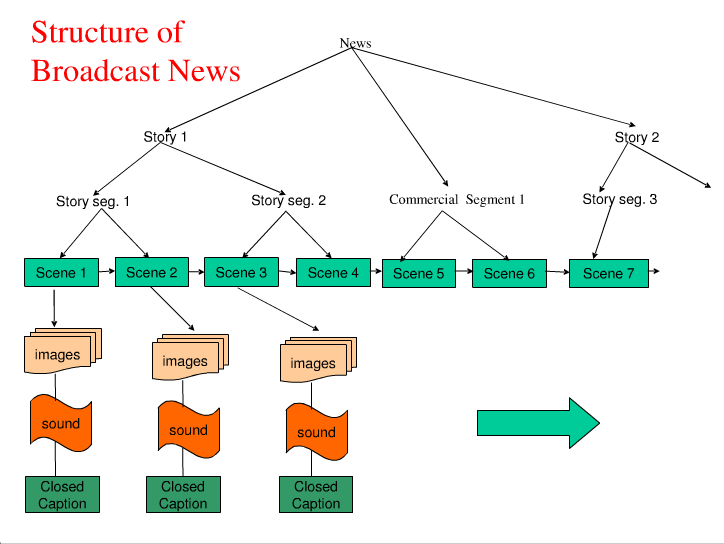 Structure of
Broadcast News
News
Story 1
Story 2
Story seg. 1
Story seg. 2
Commercial Segment 1
Story seg. 3
Scene 1
Scene 2
Scene 3
Scene 4
Scene 5
Scene 6
Scene 7
images
images
images
sound
sound
sound
Closed
Caption
Closed
Caption
Closed
Caption